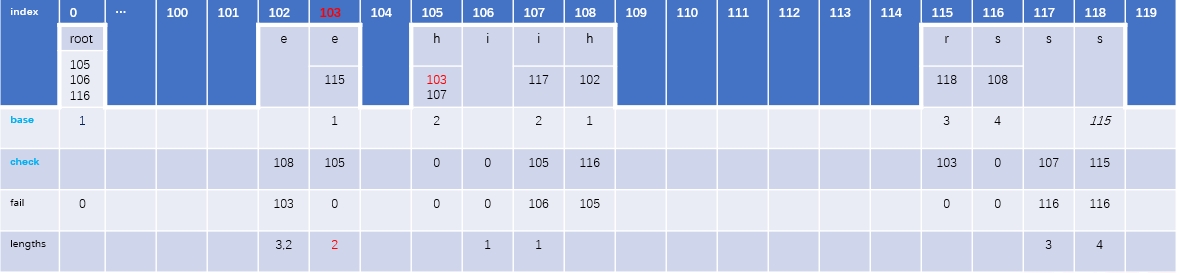 index 0 ... 100 101 102 103 104 105 106 107 108 109 110 111 112 113 114 115 116 117 118 119
root e e h i i h r s s s
105 115 103 117 102 118 108
106 107
116
base 1 1 2 2 1 3 4 115
check 108 105 0 0 105 116 103 0 107 115
fail 0 103 0 0 0 106 105 0 0 116 116
lengths 3,2 2 1 1 3 4